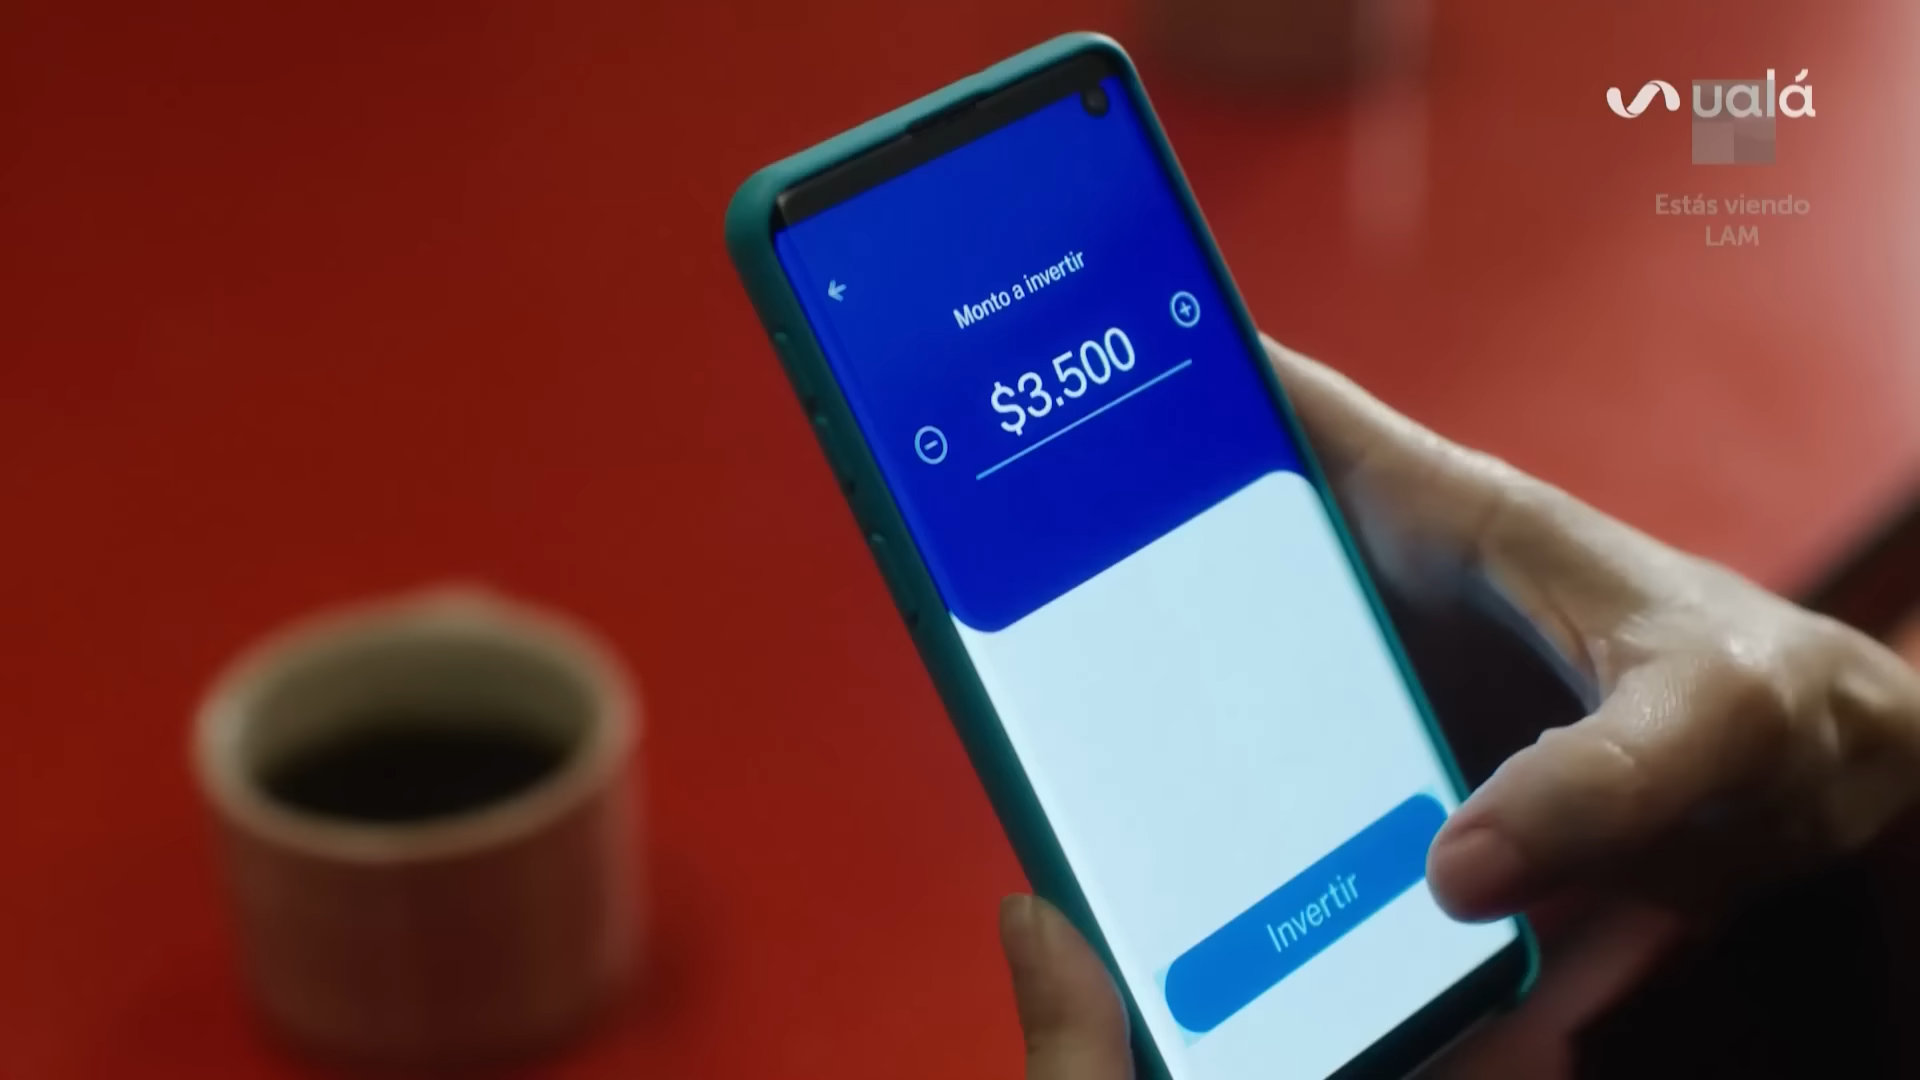 ualá
Estás viendo
LAM
Monto a invertir
$3.500
Invertir